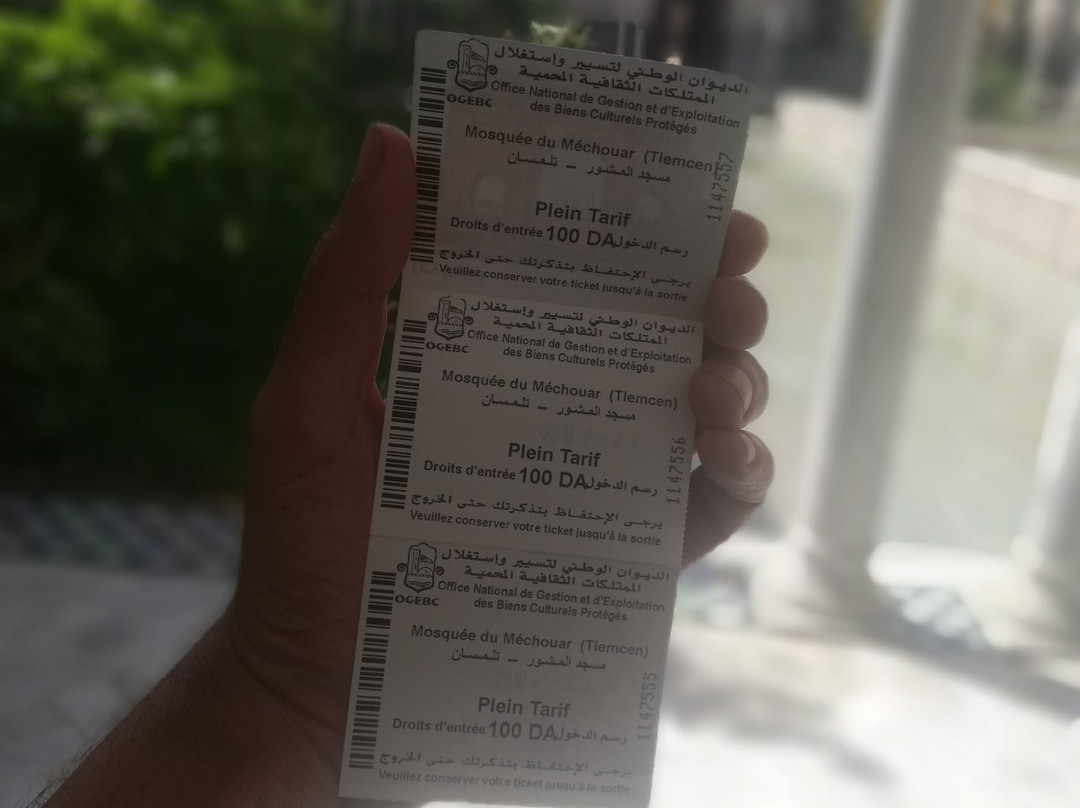 الديوان الوطني لتسيير وإستغلال
الممتلكات الثقافية المحمية
Office National de Gestion et d'Exploitation
des Biens Culturels Protègés
OGEBC
Mosquée du Méchouar (Tlemcen)
مسجد المشور – تلمسان
1147557
Plein Tarif
Droits d'entrée 100 DA رسم الدخول
يرجى الإحتفاظ بتذكرتك حتى الخروج
Veuillez conserver votre ticket jusqu'à la sortie
الديوان الوطني لتسيير وإستغلال
الممتلكات الثقافية المحمية
Office National de Gestion et d'Exploitation
des Biens Culturels Protègés
OGEBC
Mosquée du Méchouar (Tlemcen)
مسجد المشور – تلمسان
1147556
Plein Tarif
Droits d'entrée 100 DA رسم الدخول
يرجى الإحتفاظ بتذكرتك حتى الخروج
Veuillez conserver votre ticket jusqu'à la sortie
الديوان الوطني لتسيير وإستغلال
الممتلكات الثقافية المحمية
Office National de Gestion et d'Exploitation
des Biens Culturels Protègés
OGEBC
Mosquée du Méchouar (Tlemcen)
مسجد المشور – تلمسان
1147555
Plein Tarif
Droits d'entrée 100 DA رسم الدخول
يرجى الإحتفاظ بتذكرتك حتى الخروج
Veuillez conserver votre ticket jusqu'à la sortie